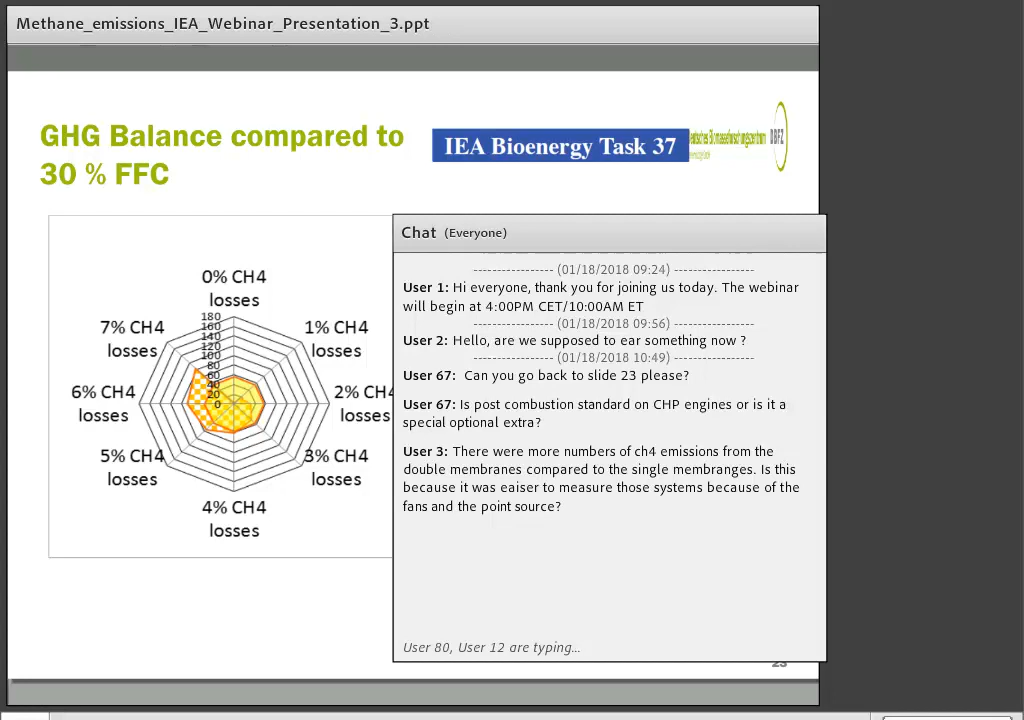 Methane_emissions_IEA_Webinar_Presentation_3.ppt
GHG Balance compared to
30 % FFC
IEA Bioenergy Task 37
DBFZ
0% CH4
losses
1% CH4
losses
2% CH4
losses
3% CH4
losses
4% CH4
losses
5% CH4
losses
6% CH4
losses
7% CH4
losses
180
160
140
120
100
80
60
40
20
0
Chat (Everyone)
----------------- (01/18/2018 09:24) -----------------
User 1: Hi everyone, thank you for joining us today. The webinar
will begin at 4:00PM CET/10:00AM ET
----------------- (01/18/2018 09:56) -----------------
User 2: Hello, are we supposed to ear something now ?
----------------- (01/18/2018 10:49) -----------------
User 67: Can you go back to slide 23 please?
User 67: Is post combustion standard on CHP engines or is it a
special optional extra?
User 3: There were more numbers of ch4 emissions from the
double membranes compared to the single membranges. Is this
because it was eaiser to measure those systems because of the
fans and the point source?
User 80, User 12 are typing...
23